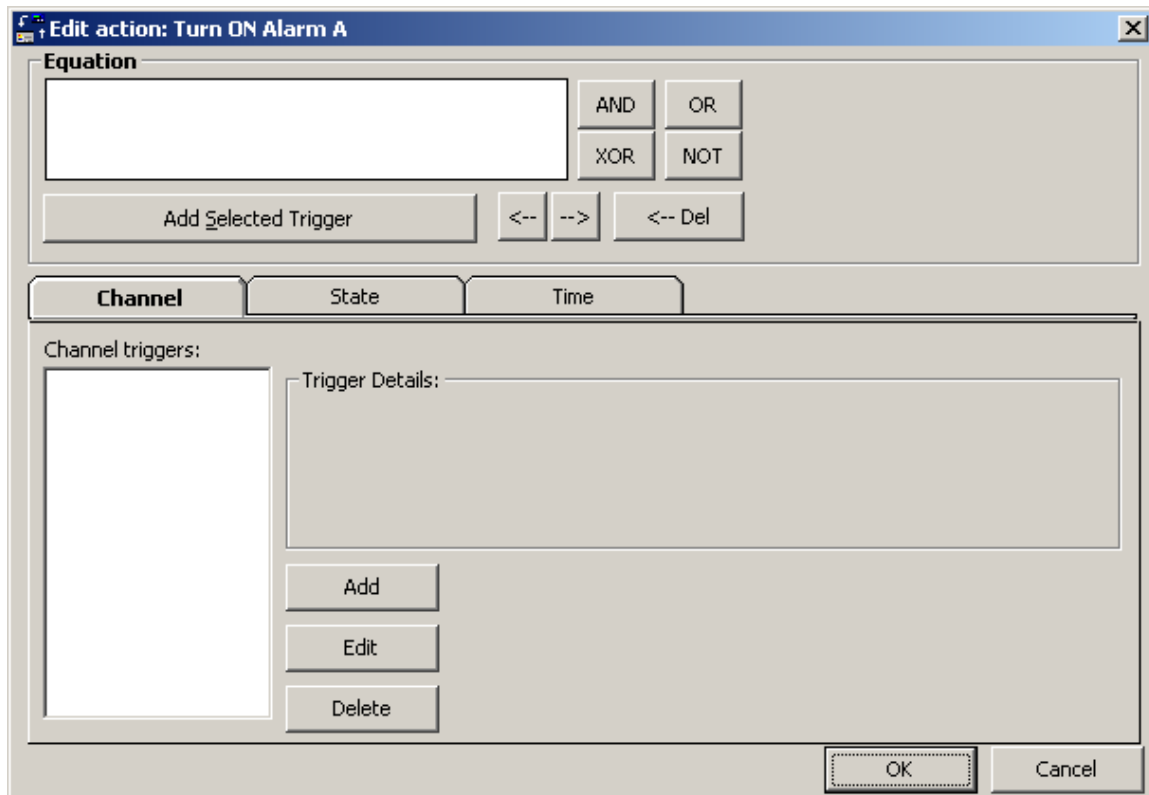 Edit action: Turn ON Alarm A
Equation
AND OR
XOR NOT
Add Selected Trigger <-- --> <-- Del
Channel State Time
Channel triggers:
Trigger Details:
Add
Edit
Delete
OK Cancel